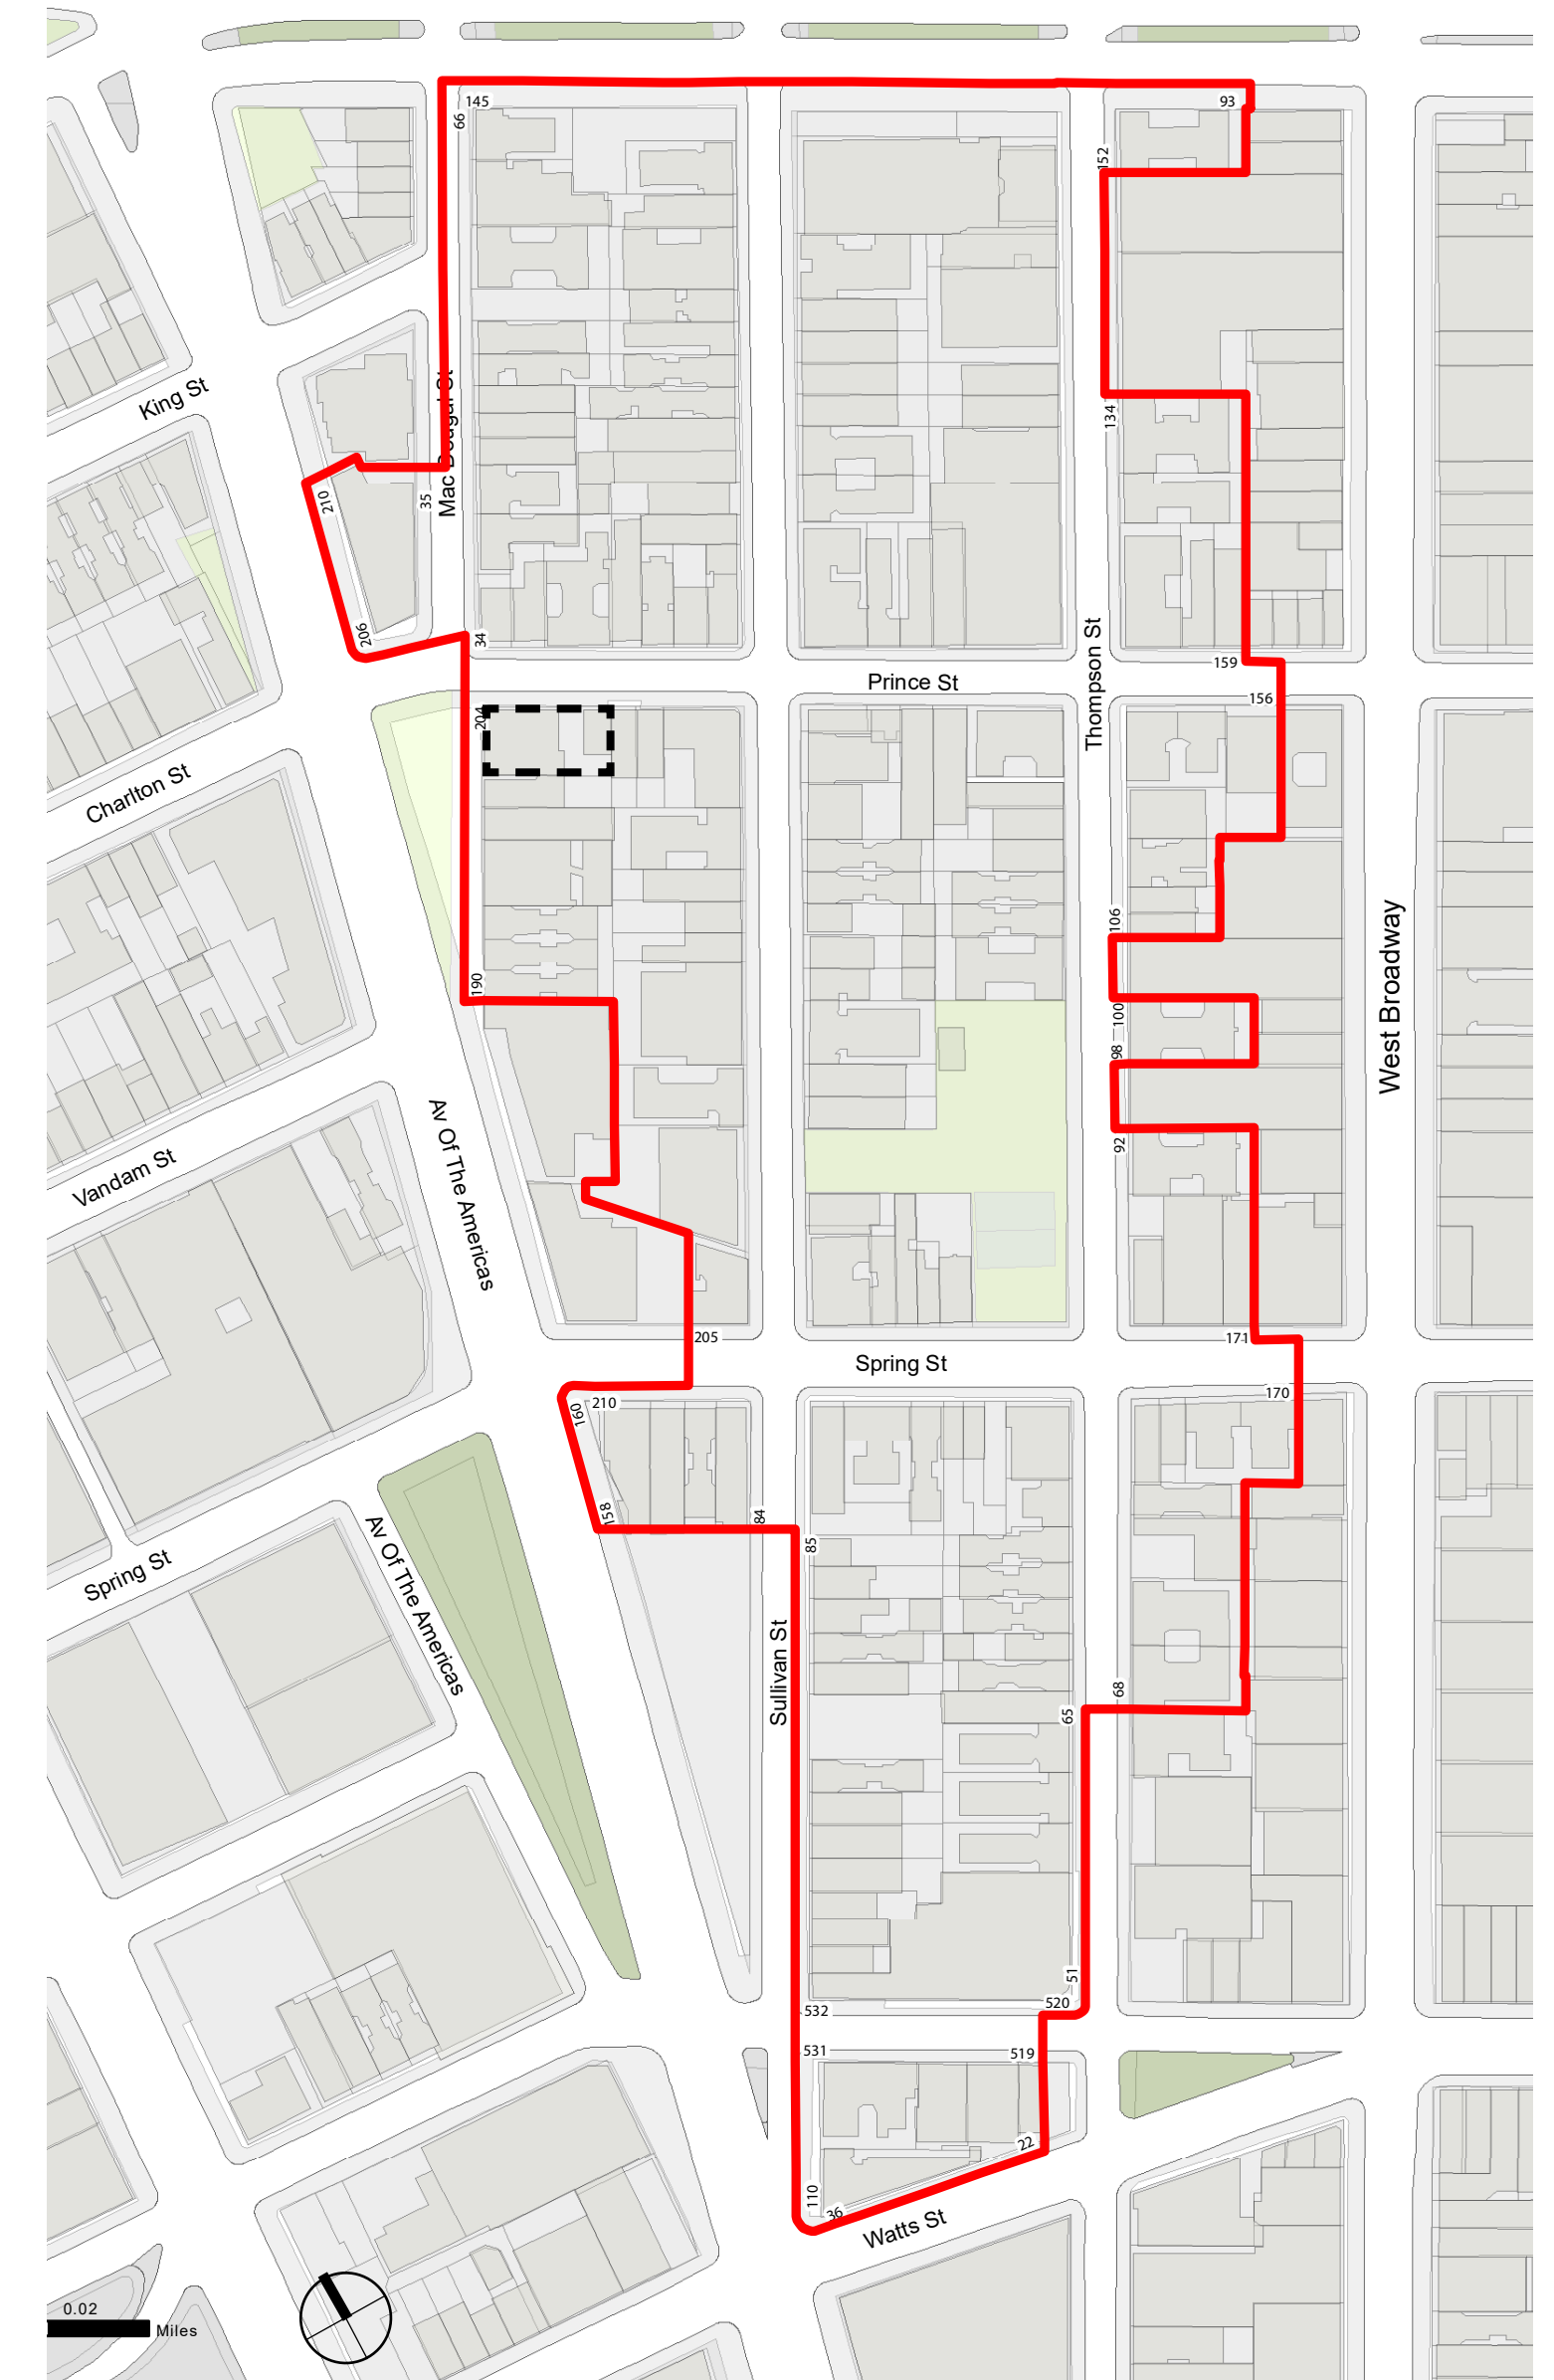 145
93
66
152
King St
Mac Dougal St
134
210
35
206
34
159
Prince St
Thompson St
156
204
Charlton St
106
190
100
West Broadway
98
Av Of The Americas
92
Vandam St
205
171
Spring St
170
210
160
158
84
85
Spring St
Av Of The Americas
Sullivan St
68
65
51
520
532
531
519
22
110
36
Watts St
0.02
Miles